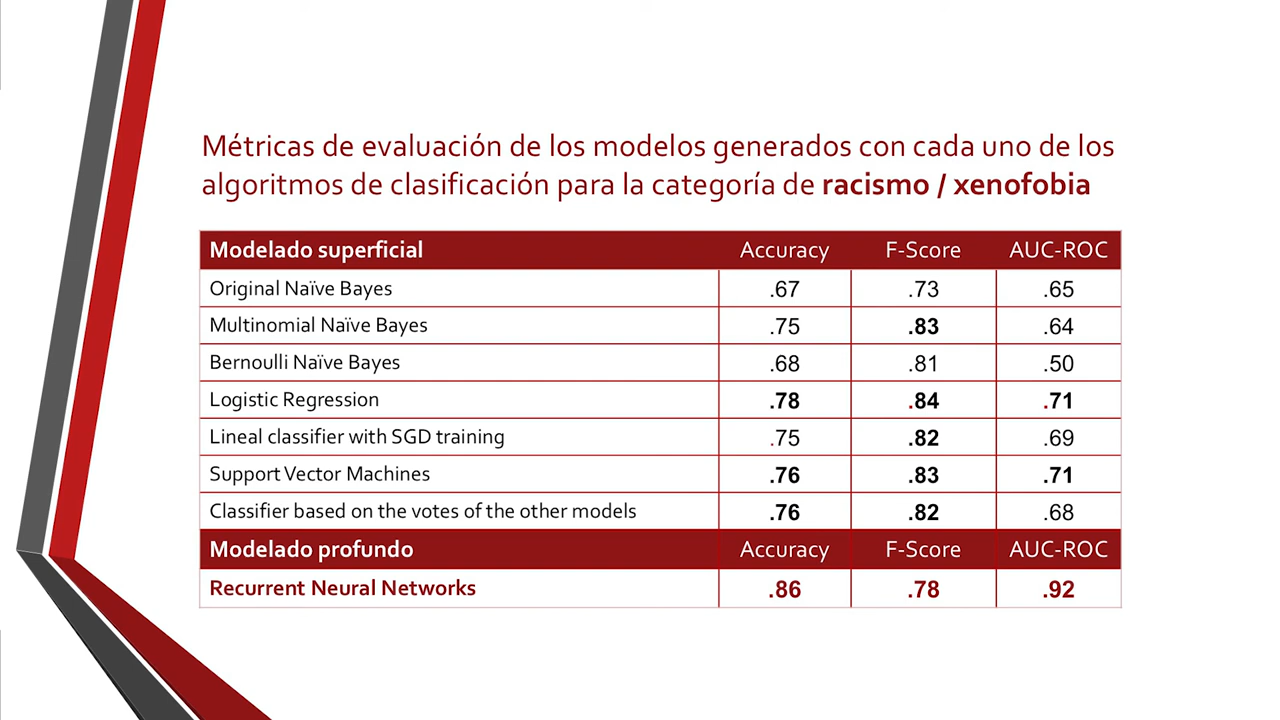 Métricas de evaluación de los modelos generados con cada uno de los
algoritmos de clasificación para la categoría de racismo / xenofobia
Modelado superficial Accuracy F-Score AUC-ROC
Original Naïve Bayes .67 .73 .65
Multinomial Naïve Bayes .75 .83 .64
Bernoulli Naïve Bayes .68 .81 .50
Logistic Regression .78 .84 .71
Lineal classifier with SGD training .75 .82 .69
Support Vector Machines .76 .83 .71
Classifier based on the votes of the other models .76 .82 .68
Modelado profundo Accuracy F-Score AUC-ROC
Recurrent Neural Networks .86 .78 .92